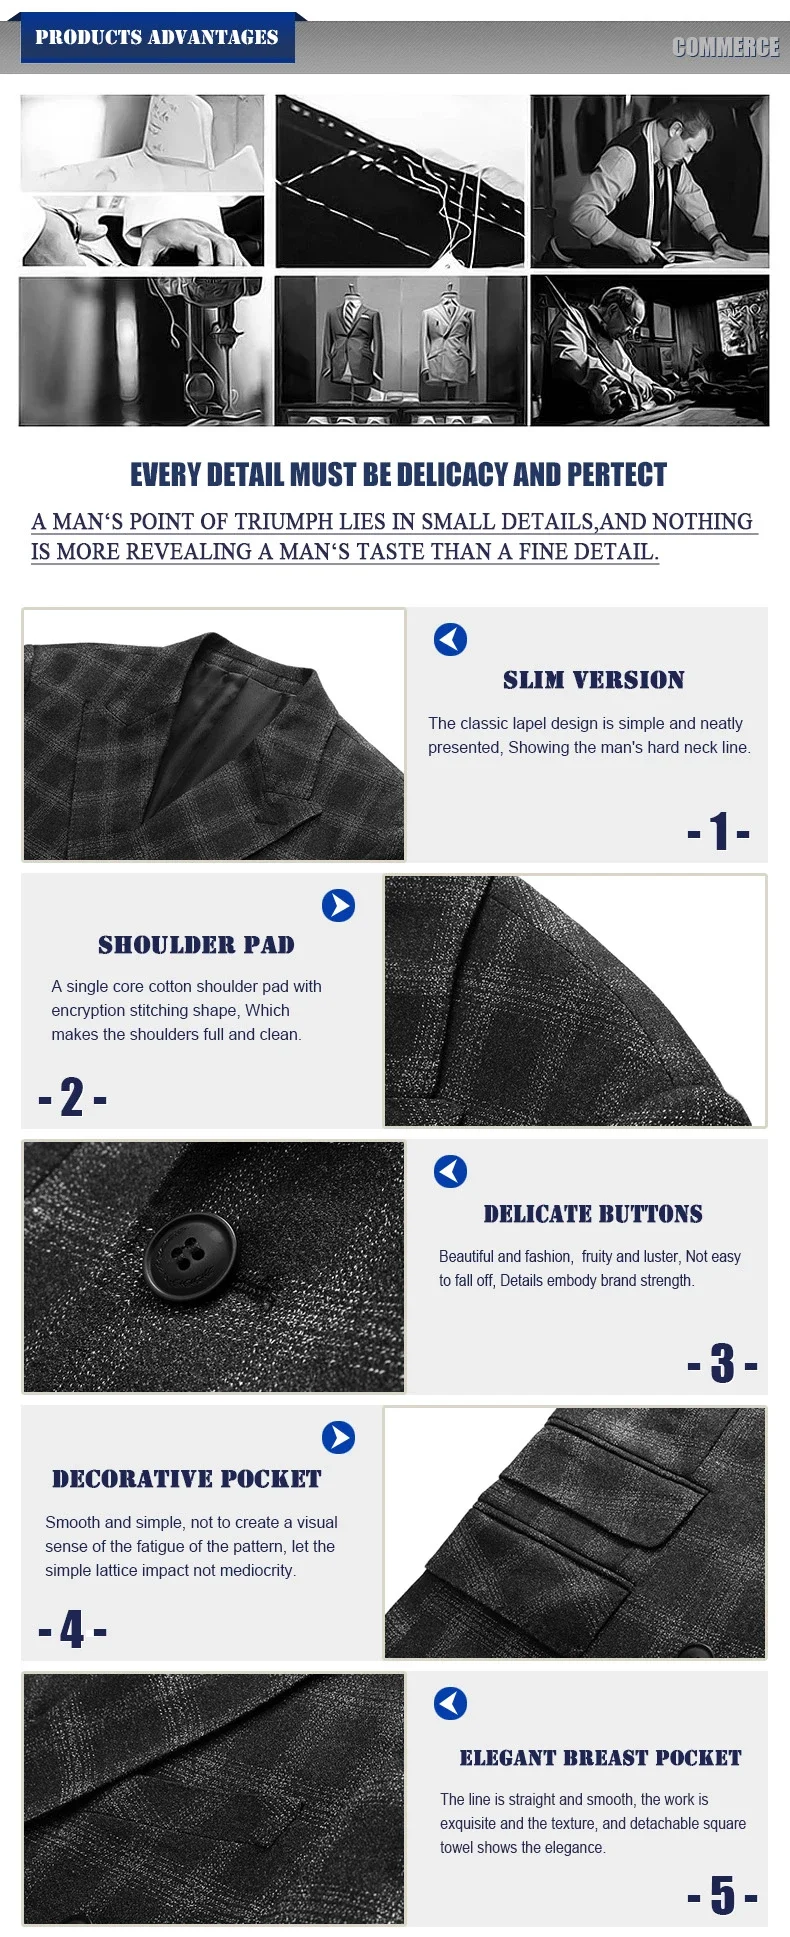 PRODUCTS ADVANTAGES
COMMERCE
EVERY DETAIL MUST BE DELICACY AND PERTECT
A MAN‘S POINT OF TRIUMPH LIES IN SMALL DETAILS,AND NOTHING
IS MORE REVEALING A MAN‘S TASTE THAN A FINE DETAIL.
SLIM VERSION
The classic lapel design is simple and neatly
presented, Showing the man's hard neck line.
- 1 -
SHOULDER PAD
A single core cotton shoulder pad with
encryption stitching shape, Which
makes the shoulders full and clean.
- 2 -
DELICATE BUTTONS
Beautiful and fashion, fruity and luster, Not easy
to fall off, Details embody brand strength.
- 3 -
DECORATIVE POCKET
Smooth and simple, not to create a visual
sense of the fatigue of the pattern, let the
simple lattice impact not mediocrity.
- 4 -
ELEGANT BREAST POCKET
The line is straight and smooth, the work is
exquisite and the texture, and detachable square
towel shows the elegance.
- 5 -